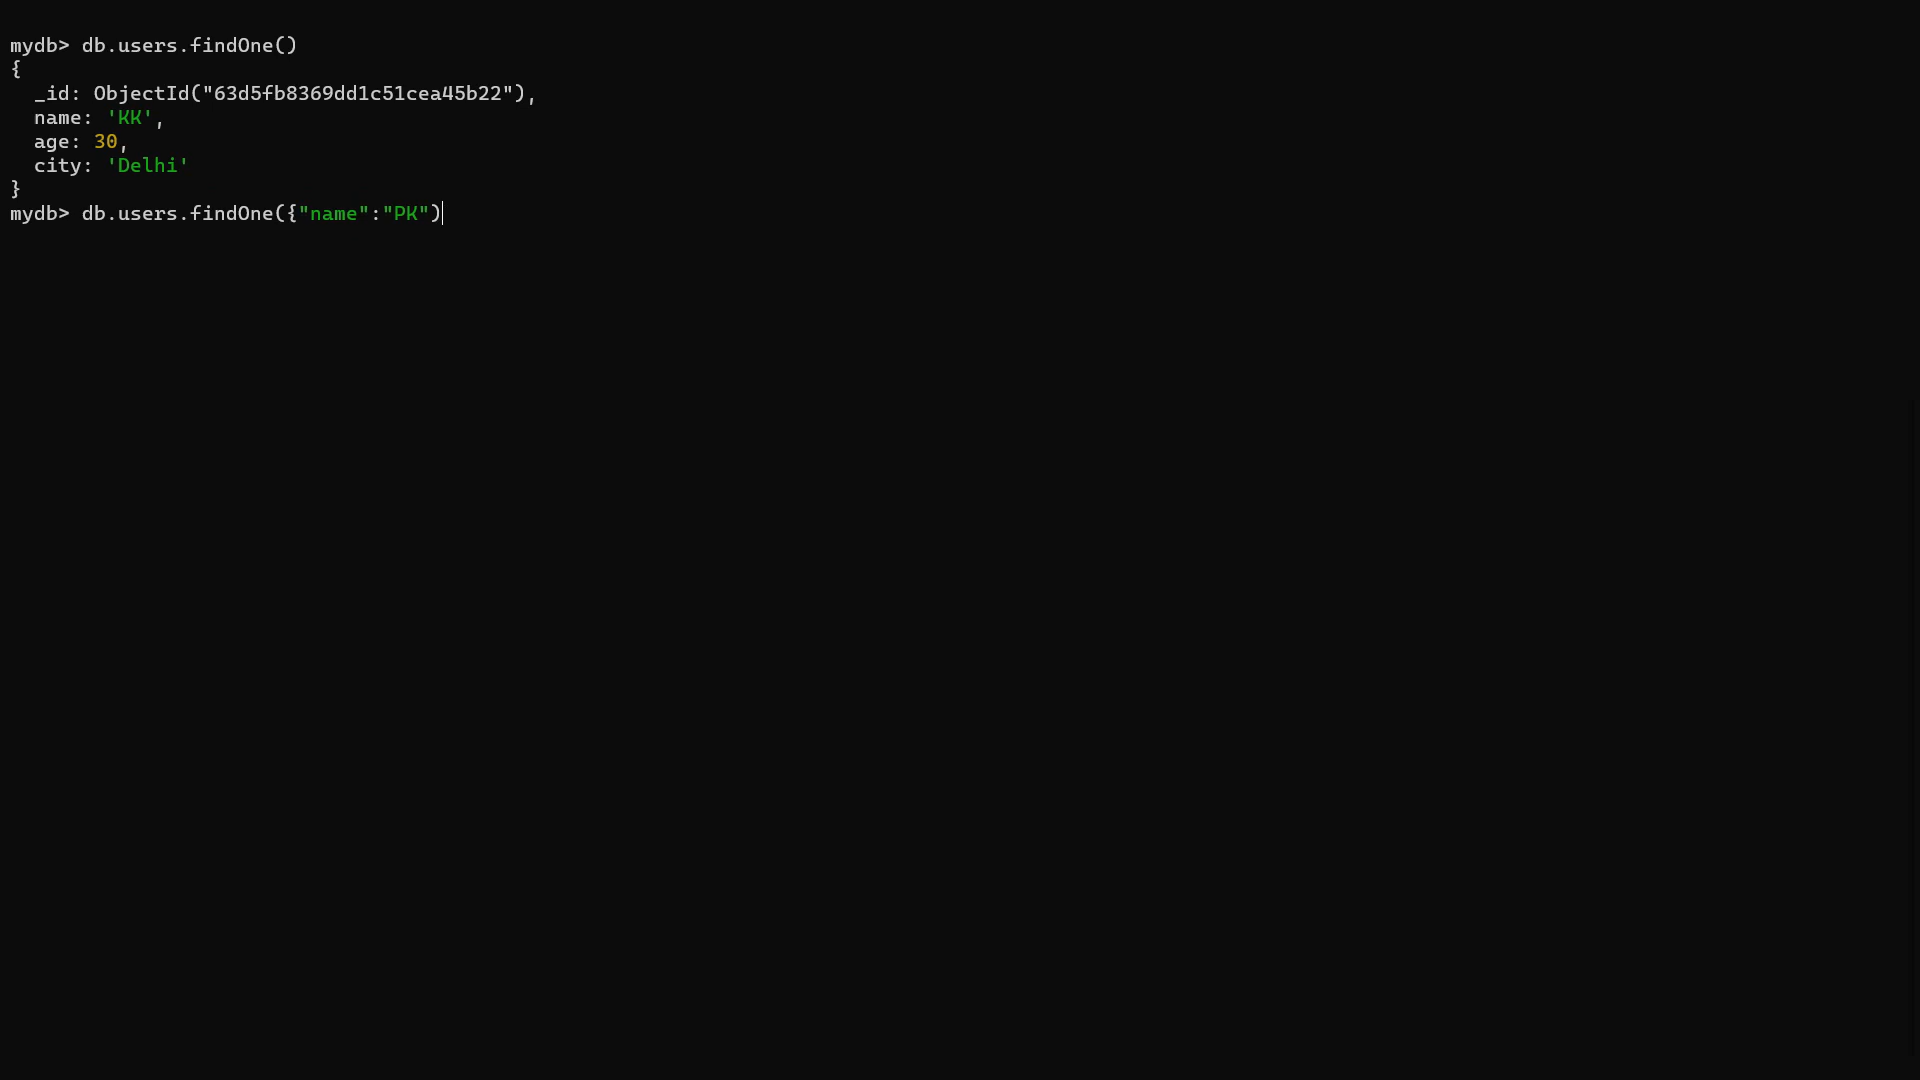 mydb> db.users.findOne()
{
  _id: ObjectId("63d5fb8369dd1c51cea45b22"),
  name: 'KK',
  age: 30,
  city: 'Delhi'
}
mydb> db.users.findOne({"name":"PK")